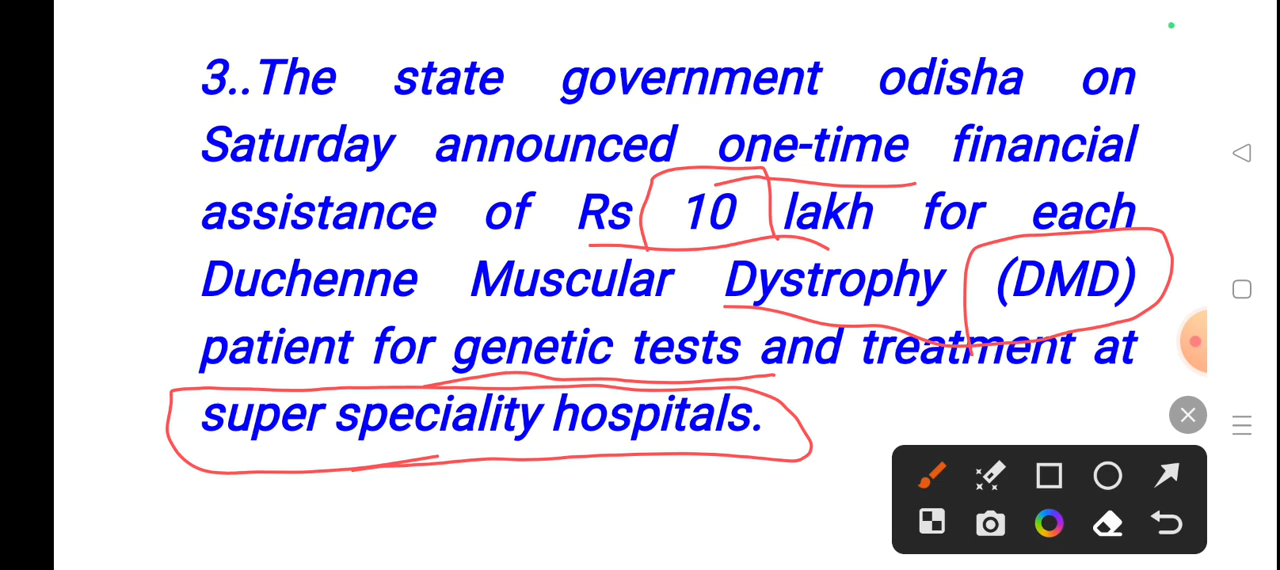 3..The state government odisha on
Saturday announced one-time financial
assistance of Rs 10 lakh for each
Duchenne Muscular Dystrophy (DMD)
patient for genetic tests and treatment at
super speciality hospitals.